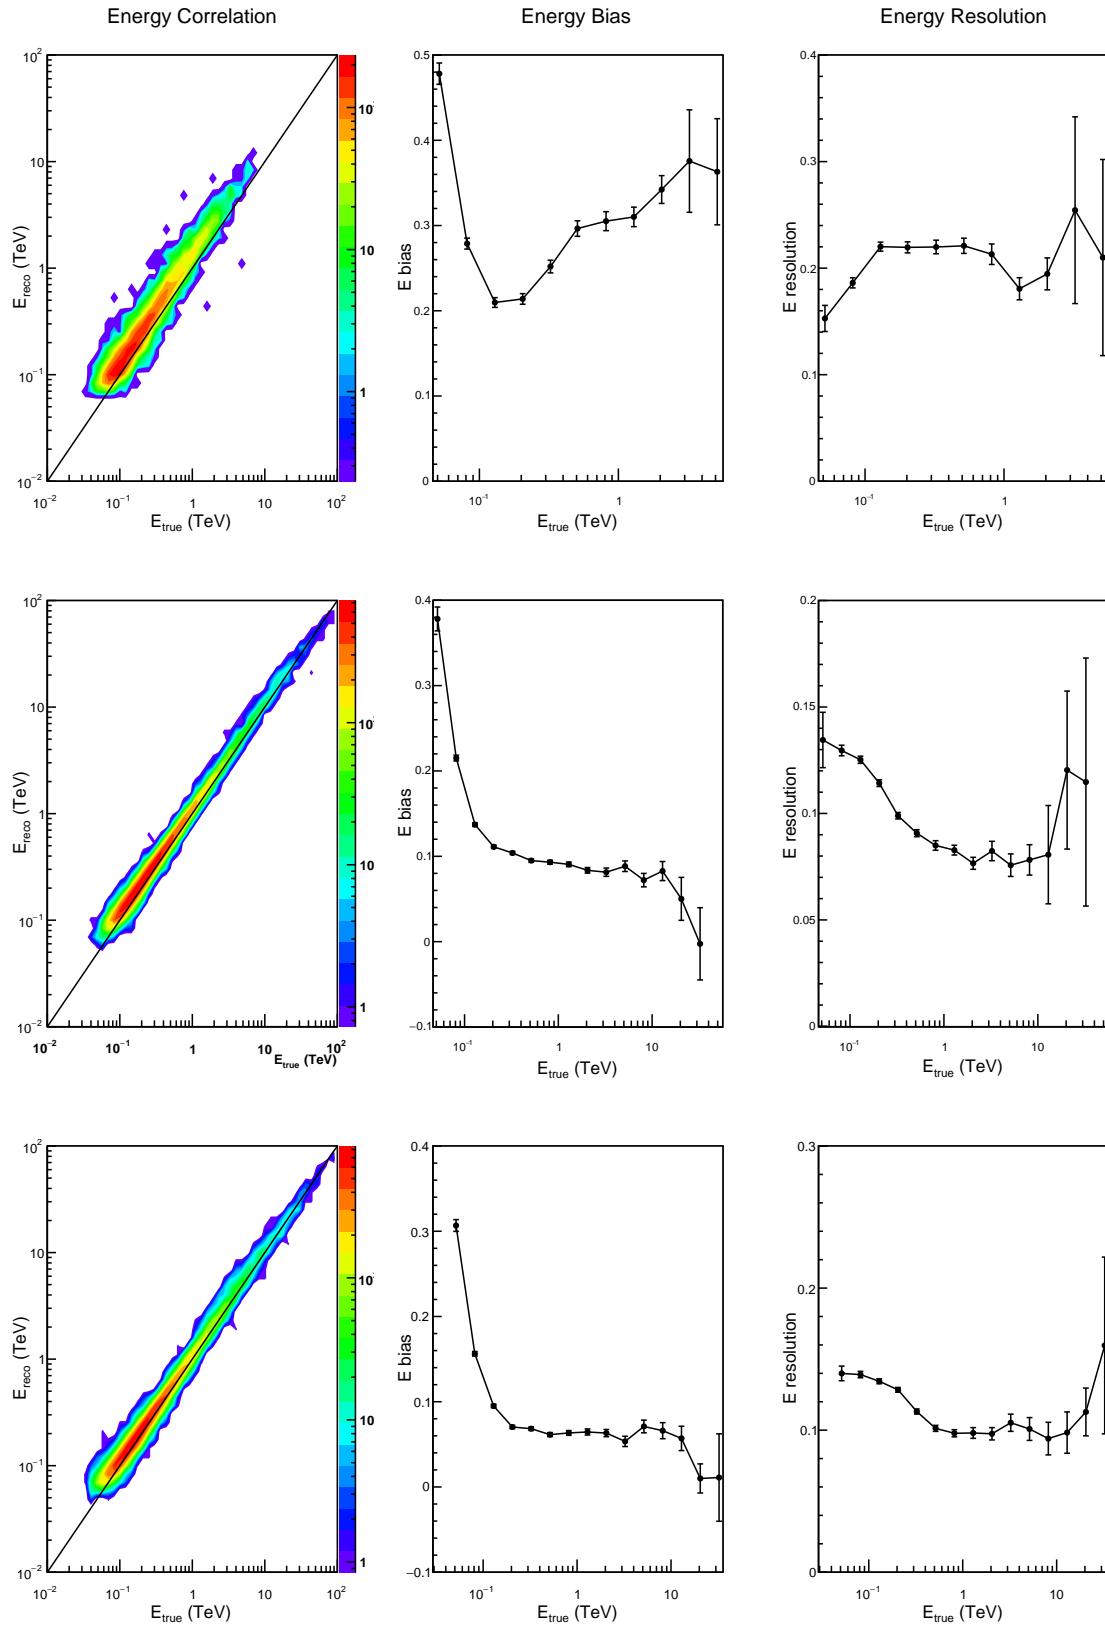 Energy Correlation Energy Bias Energy Resolution
10² 10 1 10⁻¹ 10⁻²
E_reco (TeV)
10⁻² 10⁻¹ 1 10 10²
E_true (TeV)
10 1
0.5 0.4 0.3 0.2 0.1 0
E bias
10⁻¹ 1
E_true (TeV)
0.4 0.3 0.2 0.1 0
E resolution
10⁻¹ 1
E_true (TeV)
10² 10 1 10⁻¹ 10⁻²
E_reco (TeV)
10⁻² 10⁻¹ 1 10 10²
E_true (TeV)
10 1
0.4 0.3 0.2 0.1 0 −0.1
E bias
10⁻¹ 1 10
E_true (TeV)
0.2 0.15 0.1 0.05 0
E resolution
10⁻¹ 1 10
E_true (TeV)
10² 10 1 10⁻¹ 10⁻²
E_reco (TeV)
10⁻² 10⁻¹ 1 10 10²
E_true (TeV)
10 1
0.4 0.3 0.2 0.1 0 −0.1
E bias
10⁻¹ 1 10
E_true (TeV)
0.3 0.2 0.1 0
E resolution
10⁻¹ 1 10
E_true (TeV)